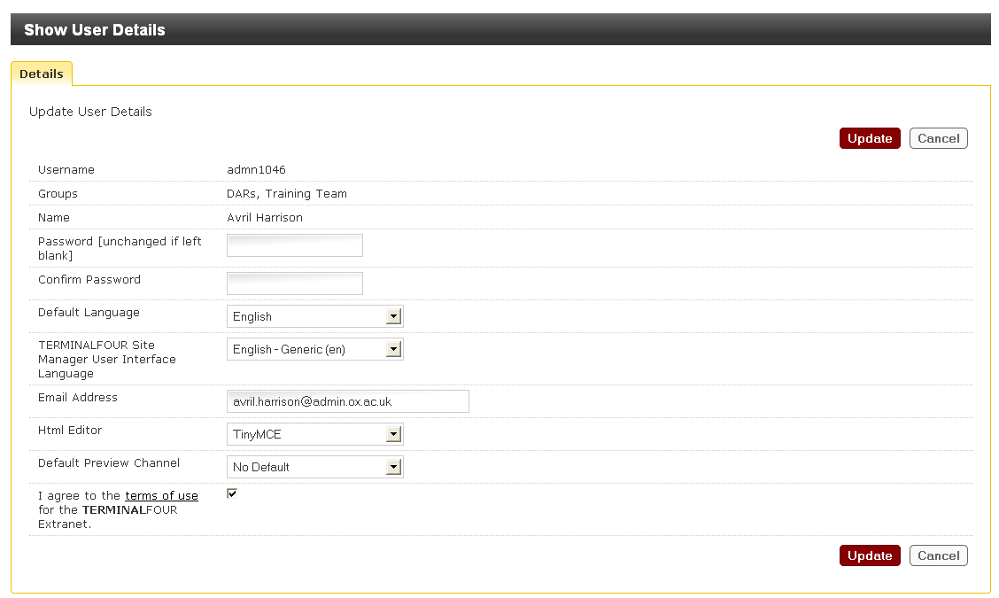 Show User Details
Details
Update User Details
Update Cancel
Username admn1046
Groups DARs, Training Team
Name Avril Harrison
Password [unchanged if left
blank]
Confirm Password
Default Language English
TERMINALFOUR Site
Manager User Interface
Language
English - Generic (en)
Email Address avril.harrison@admin.ox.ac.uk
Html Editor TinyMCE
Default Preview Channel No Default
I agree to the terms of use
for the TERMINALFOUR
Extranet.
Update Cancel